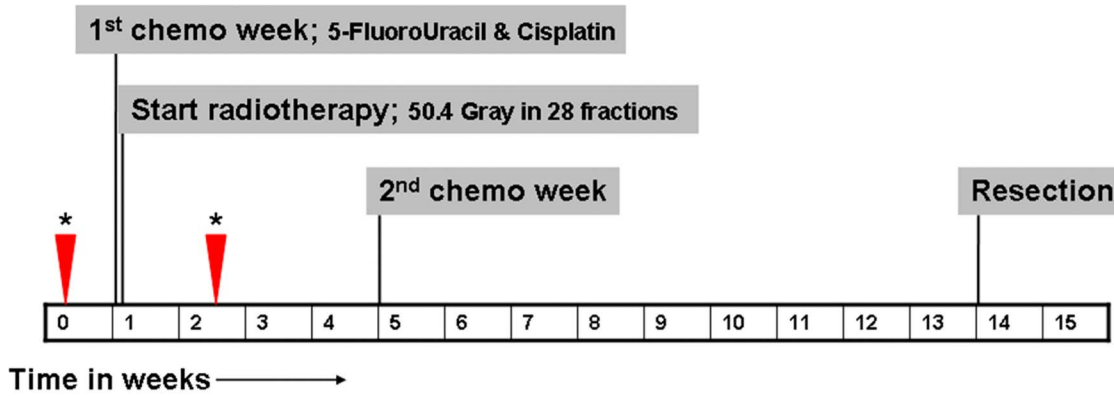 1st chemo week; 5-FluoroUracil & Cisplatin
Start radiotherapy; 50.4 Gray in 28 fractions
2nd chemo week
Resection
* *
0 1 2 3 4 5 6 7 8 9 10 11 12 13 14 15
Time in weeks